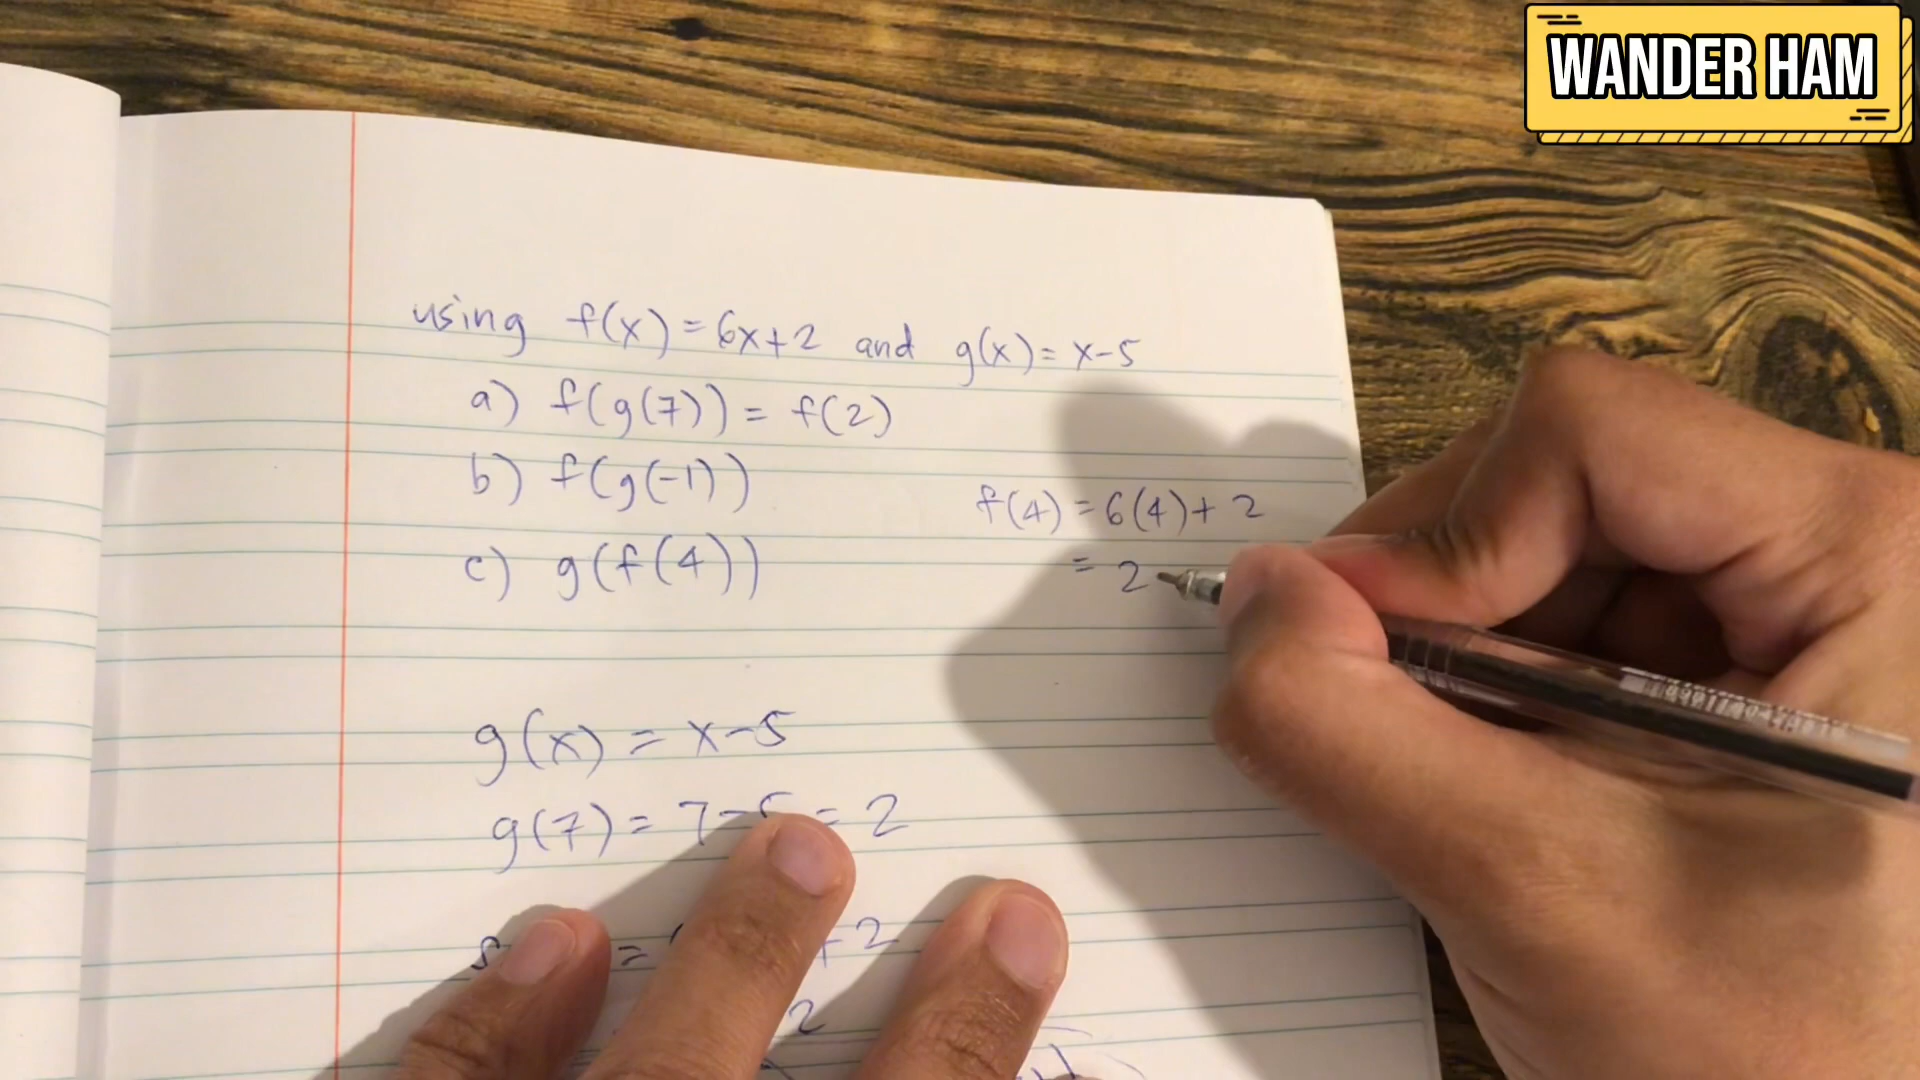 WANDER HAM
using f(x) = 6x+2 and g(x) = x-5
a) f(g(7)) = f(2)
b) f(g(-1))
c) g(f(4))
f(4) = 6(4) + 2
= 2
g(x) = x-5
g(7) = 7-5 = 2
= + 2
2